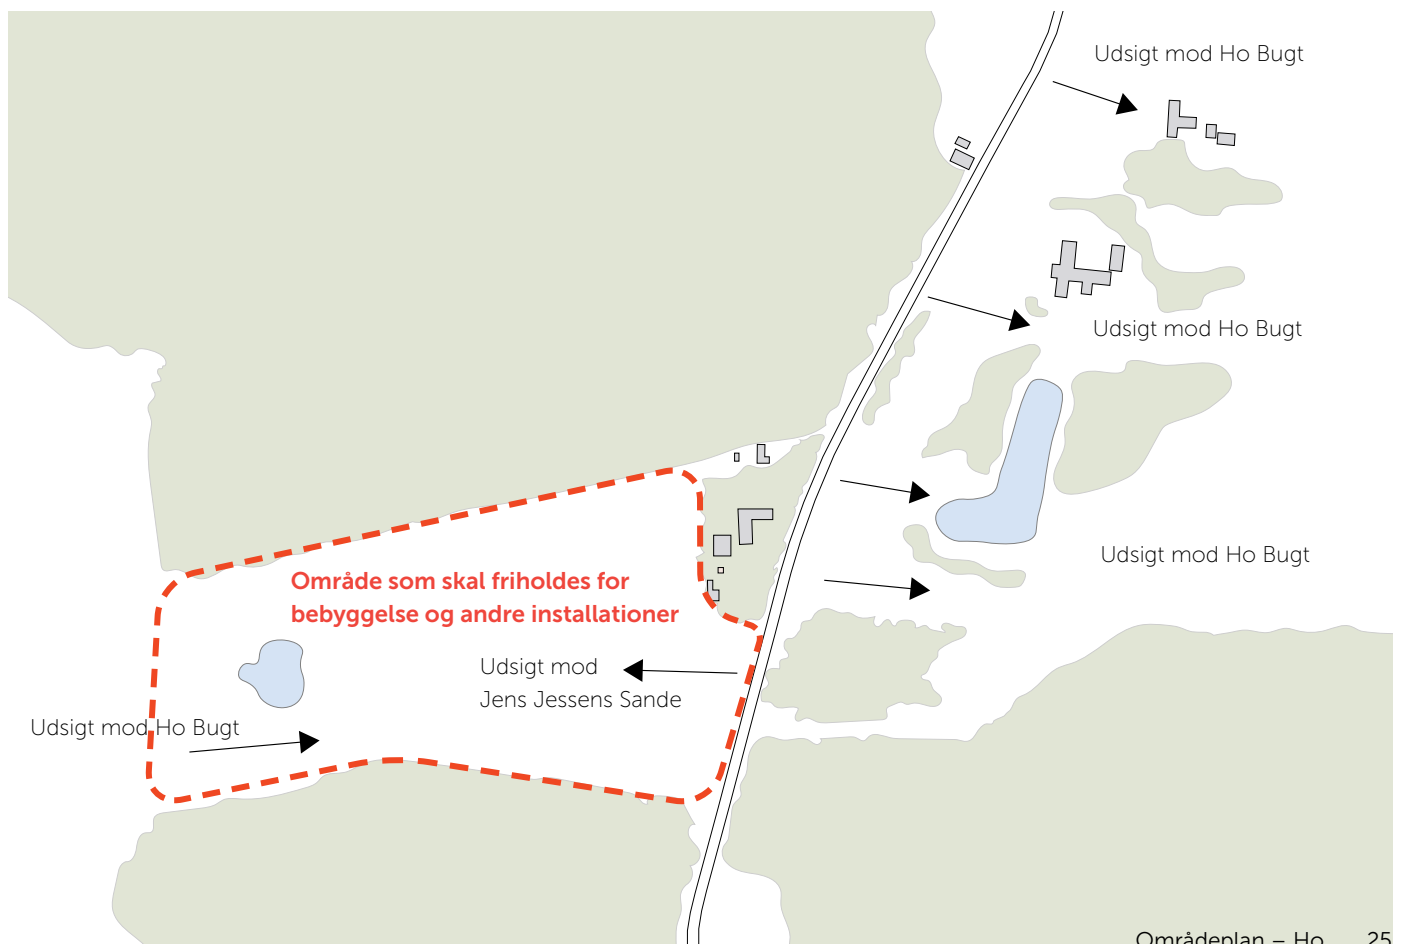 Udsigt mod Ho Bugt
Udsigt mod Ho Bugt
Udsigt mod Ho Bugt
Område som skal friholdes for
bebyggelse og andre installationer
Udsigt mod
Jens Jessens Sande
Udsigt mod Ho Bugt
Områdeplan – Ho 25